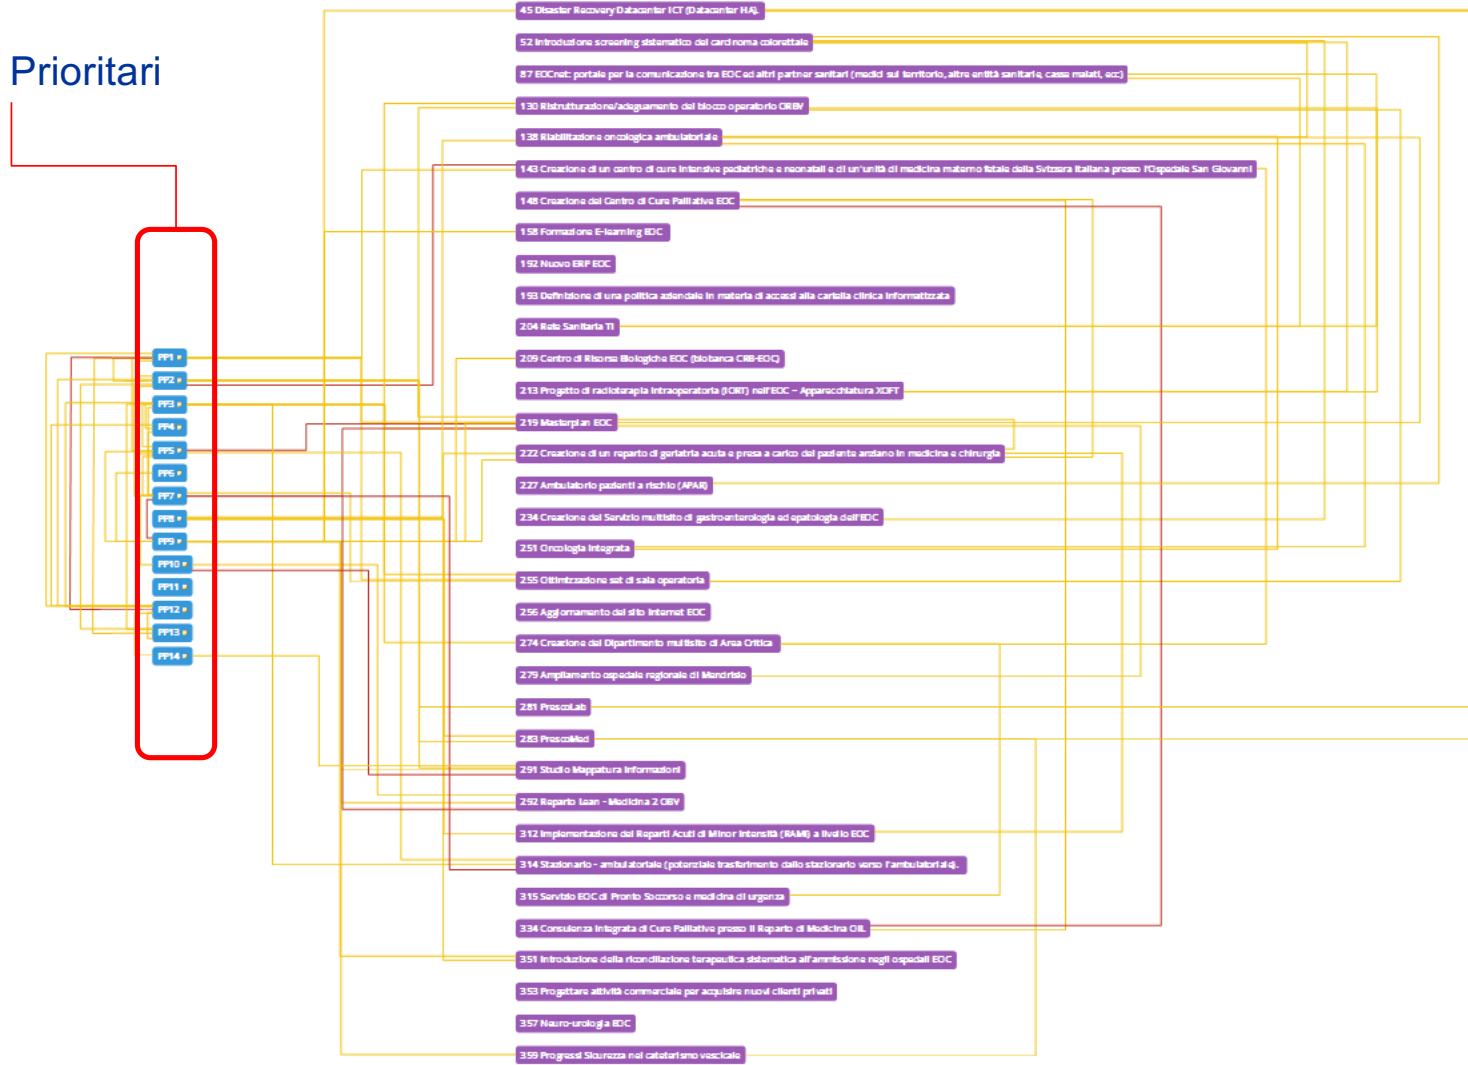 Prioritari
PP1
PP2
PP3
PP4
PP5
PP6
PP7
PP8
PP9
PP10
PP11
PP12
PP13
PP14
45 Disaster Recovery Datacenter ICT (Datacenter HA).
52 Introduzione screening sistematico del carcinoma colorettale
87 EOCnet: portale per la comunicazione tra EOC ed altri partner sanitari (medici sul territorio, altre entità sanitarie, casse malati, ecc)
130 Ristrutturazione/adeguamento del blocco operatorio ORBV
138 Riabilitazione oncologica ambulatoriale
143 Creazione di un centro di cure intensive pediatriche e neonatali e di un'unità di medicina materno fetale della Svizzera Italiana presso l'Ospedale San Giovanni
148 Creazione del Centro di Cure Palliative EOC
158 Formazione E-learning EOC
192 Nuovo ERP EOC
193 Definizione di una politica aziendale in materia di accessi alla cartella clinica informatizzata
204 Rete Sanitaria TI
209 Centro di Risorse Biologiche EOC (biobanca CRB-EOC)
213 Progetto di radioterapia intraoperatoria (IORT) nell'EOC – Apparecchiatura XOFT
219 Masterplan EOC
222 Creazione di un reparto di geriatria acuta e presa a carico del paziente anziano in medicina e chirurgia
227 Ambulatorio pazienti a rischio (APAR)
234 Creazione del Servizio multisito di gastroenterologia ed epatologia dell'EOC
251 Oncologia Integrata
255 Ottimizzazione set di sala operatoria
256 Aggiornamento del sito Internet EOC
274 Creazione del Dipartimento multisito di Area Critica
279 Ampliamento ospedale regionale di Mendrisio
281 PrescoLab
283 PrescoMed
291 Studio Mappatura Informazioni
292 Reparto Lean - Medicina 2 OBV
312 Implementazione dei Reparti Acuti di Minor Intensità (RAMI) a livello EOC
314 Stazionario - ambulatoriale (potenziale trasferimento dallo stazionario verso l'ambulatoriale).
315 Servizio EOC di Pronto Soccorso e medicina di urgenza
334 Consulenza Integrata di Cure Palliative presso il Reparto di Medicina OIL
351 Introduzione della riconciliazione terapeutica sistematica all'ammissione negli ospedali EOC
353 Progettare attività commerciale per acquisire nuovi clienti privati
357 Neuro-urologia EOC
359 Progressi Sicurezza nel cateterismo vescicale